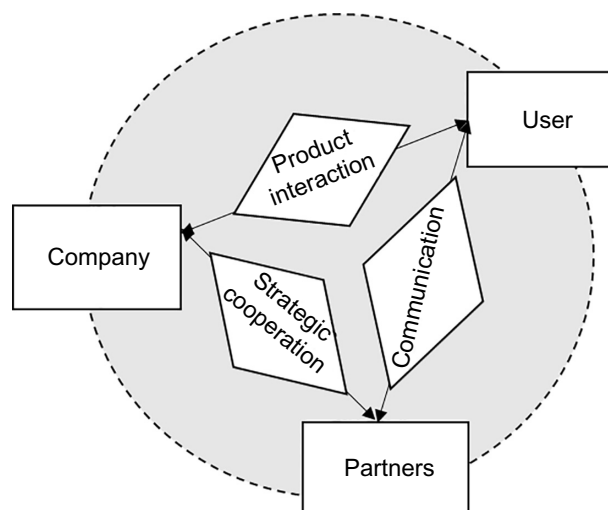 User
Product
interaction
Company
Communication
Strategic
cooperation
Partners